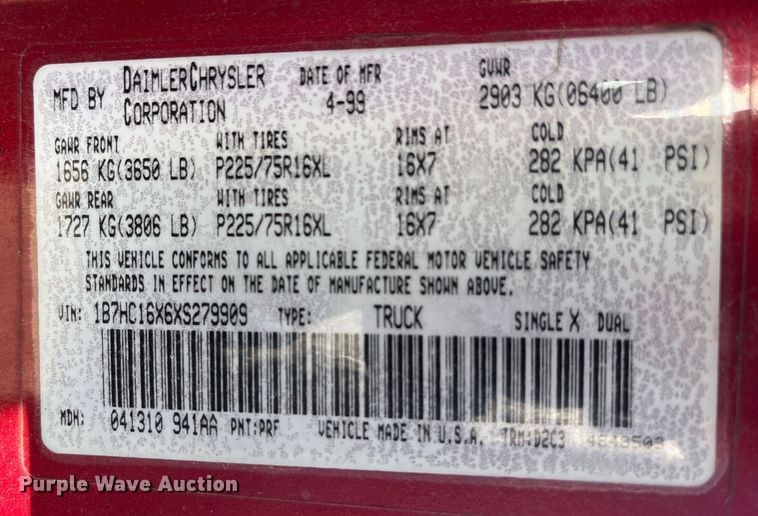 MFD BY DAIMLERCHRYSLER CORPORATION DATE OF MFR 4-99 GVWR 2903 KG(06400 LB)
GAWR FRONT WITH TIRES RIMS AT COLD
1656 KG(3650 LB) P225/75R16XL 16X7 282 KPA(41 PSI)
GAWR REAR WITH TIRES RIMS AT COLD
1727 KG(3806 LB) P225/75R16XL 16X7 282 KPA(41 PSI)
THIS VEHICLE CONFORMS TO ALL APPLICABLE FEDERAL MOTOR VEHICLE SAFETY
STANDARDS IN EFFECT ON THE DATE OF MANUFACTURE SHOWN ABOVE.
VIN: 1B7HC16X6XS279909 TYPE: TRUCK SINGLE X DUAL
MDH: 041310 941AA PNT:PRF VEHICLE MADE IN U.S.A. TRM:D2C3
Purple Wave Auction